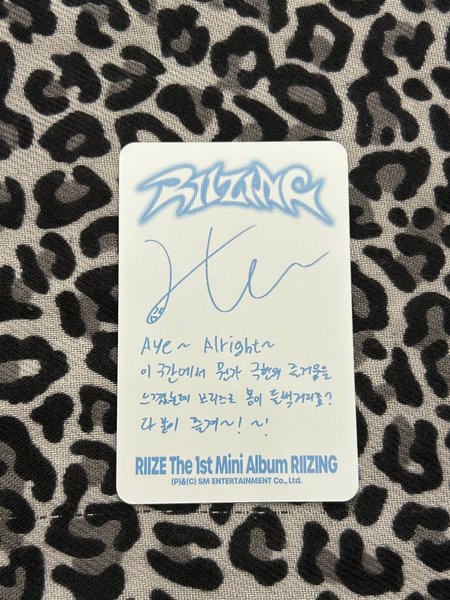 RIIZING
Aye~ Alright~
이 구간에서 뭔가 극한의 즐거움을
느꼈는데 브리즈도 몸이 들썩거리죠?
다 같이 즐겨~! ~!
RIIZE The 1st Mini Album RIIZING
(P)&(C) SM ENTERTAINMENT Co., Ltd.